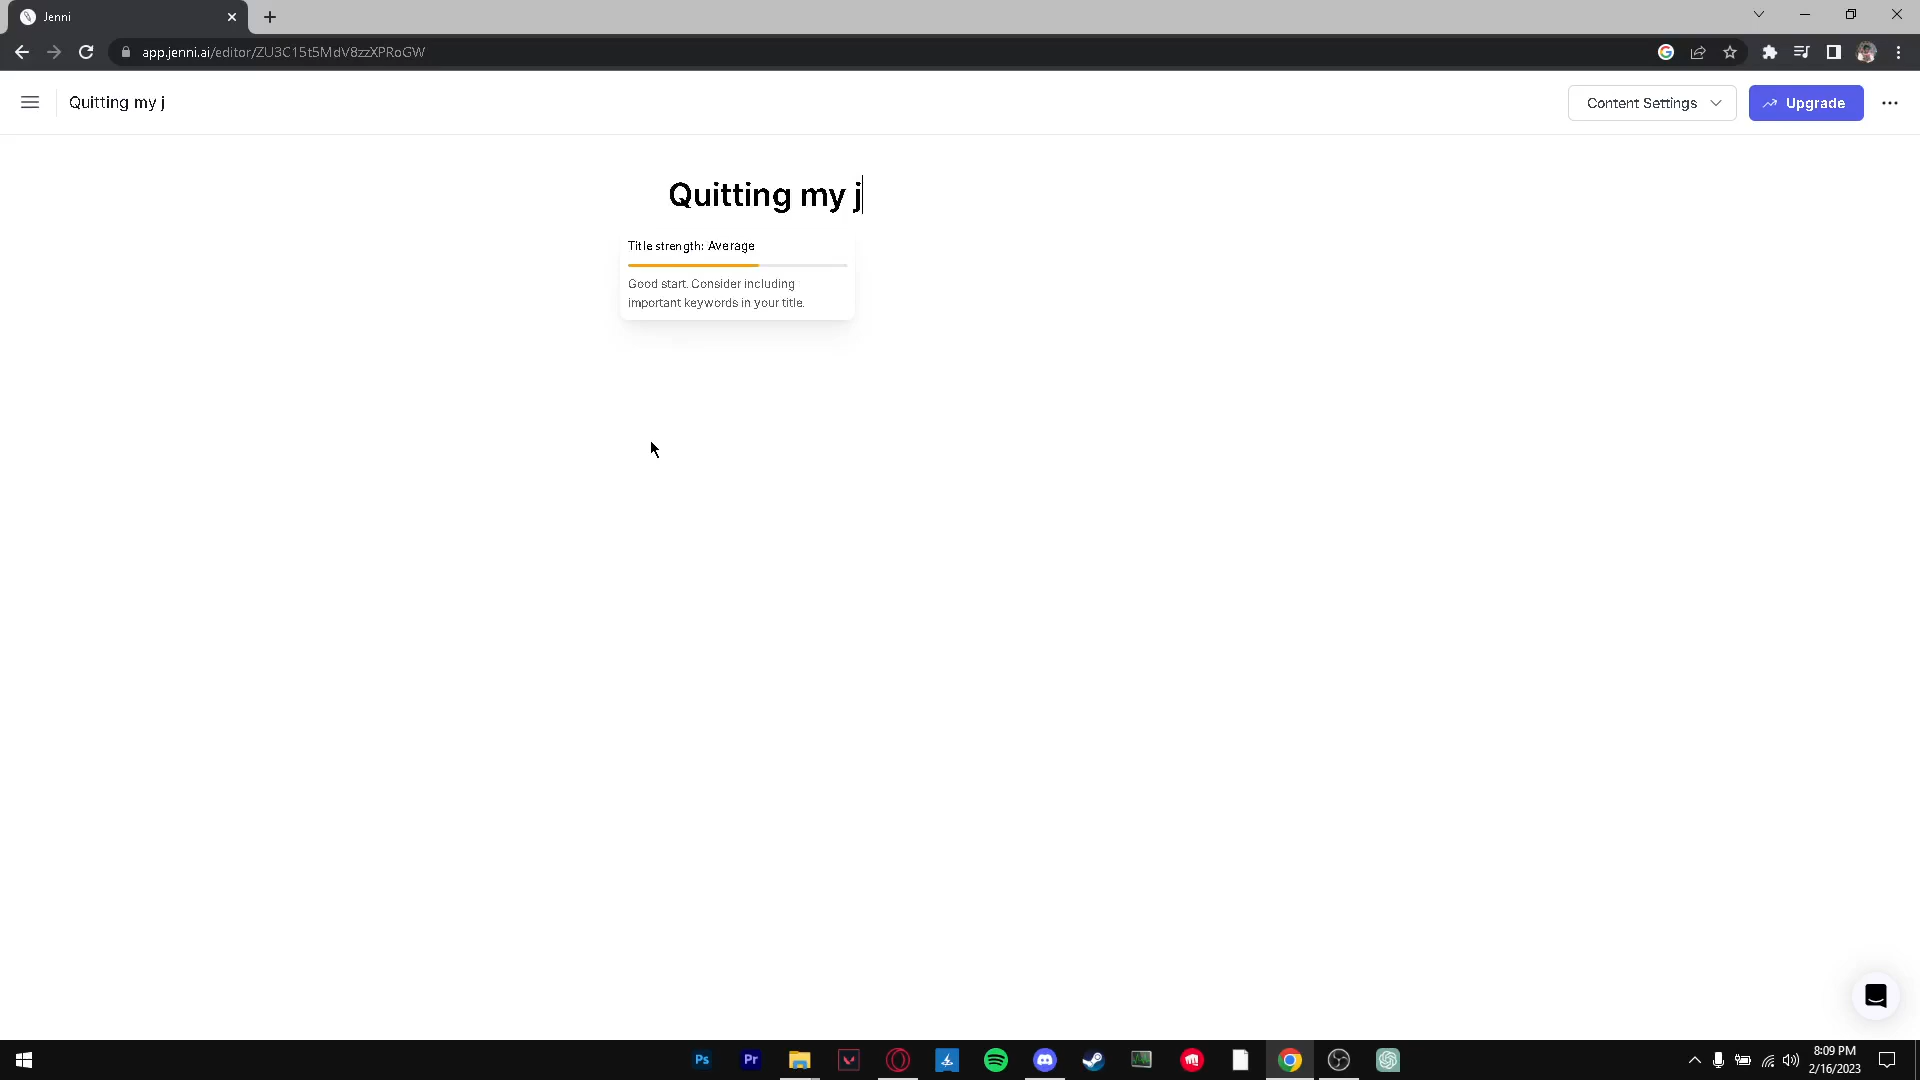 Jenni
app.jenni.ai/editor/ZU3C15t5MdV8zzXPRoGW
Quitting my j
Content Settings
Upgrade
Quitting my j
Title strength: Average
Good start. Consider including
important keywords in your title.
Ps
Pr
8:09 PM
2/16/2023